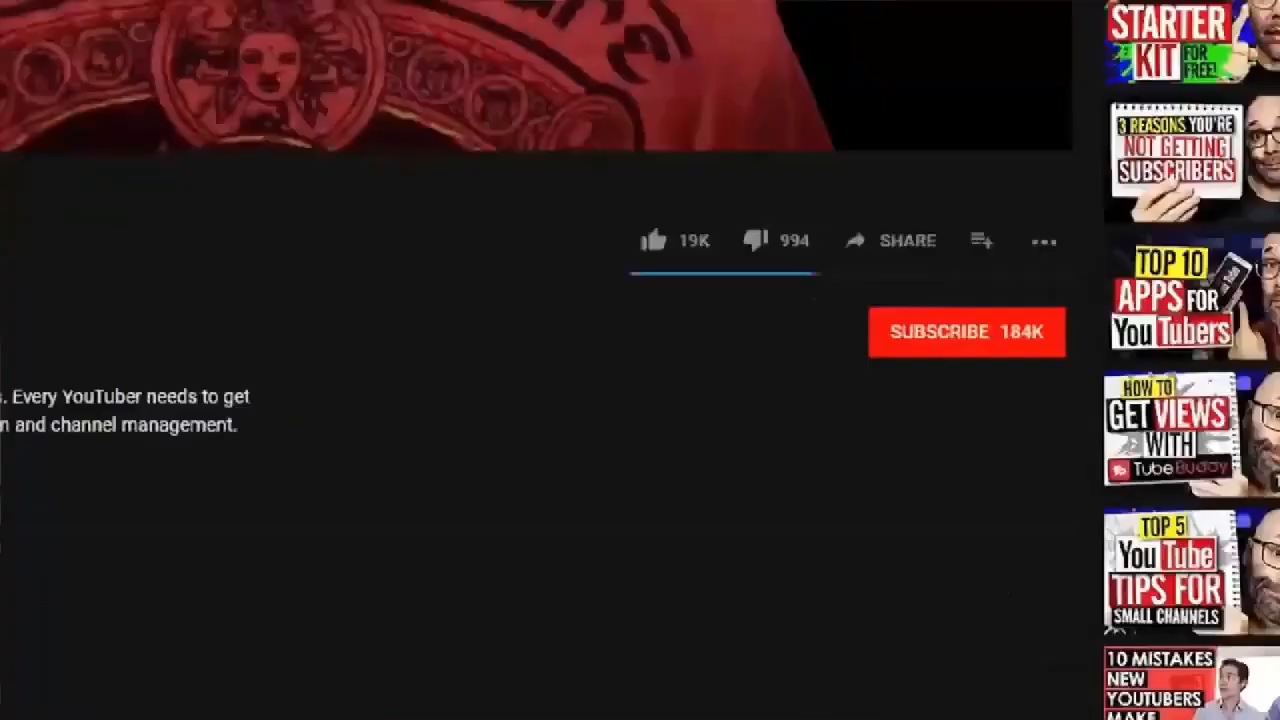 STARTER
KIT FOR FREE!
3 REASONS YOU'RE
NOT GETTING
SUBSCRIBERS
19K 994 SHARE
TOP 10
APPS FOR
YouTubers
SUBSCRIBE 184K
. Every YouTuber needs to get
n and channel management.
HOW TO
GET VIEWS
WITH
TubeBuddy
TOP 5
YouTube
TIPS FOR
SMALL CHANNELS
10 MISTAKES
NEW
YOUTUBERS
MAKE